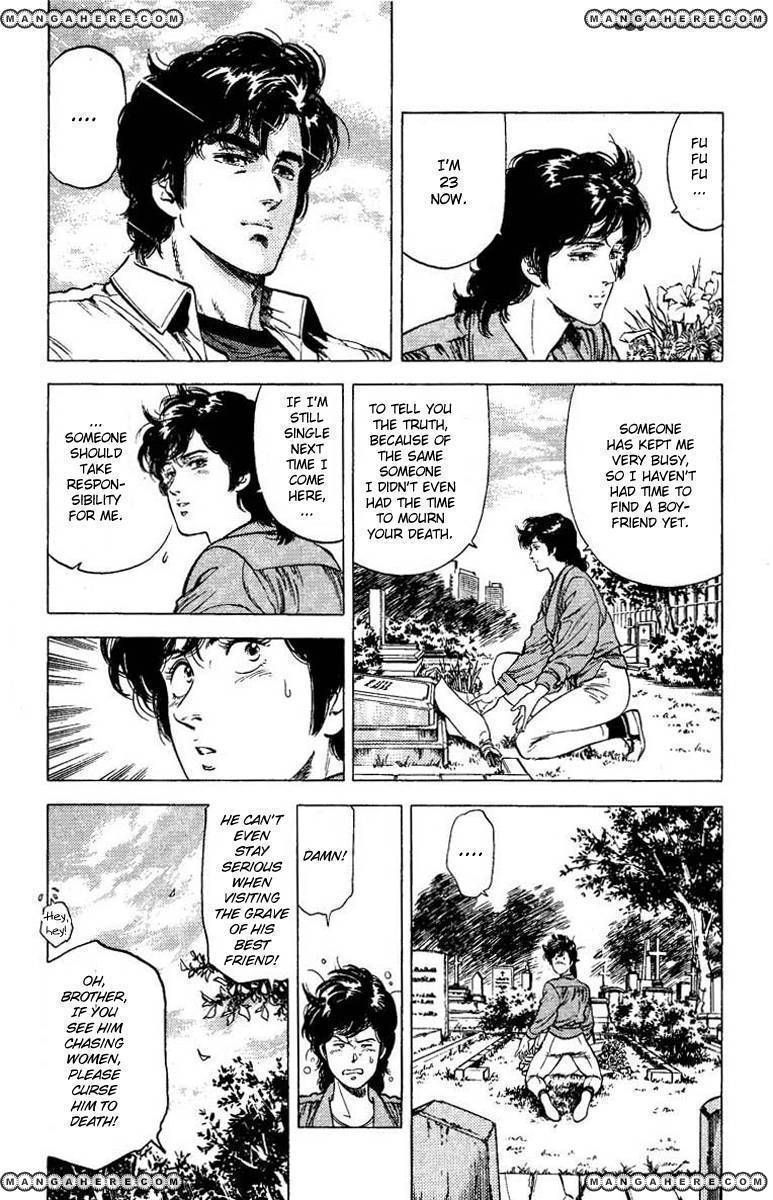 MANGAHERE.COM
MANGAHERE.COM
FU
FU
FU
...
I'M
23
NOW.
....
SOMEONE
HAS KEPT ME
VERY BUSY,
SO I HAVEN'T
HAD TIME TO
FIND A BOY-
FRIEND YET.
TO TELL YOU
THE TRUTH,
BECAUSE OF
THE SAME
SOMEONE
I DIDN'T EVEN
HAD THE TIME
TO MOURN
YOUR DEATH.
IF I'M
STILL
SINGLE
NEXT
TIME I
COME
HERE,
...
...
SOMEONE
SHOULD
TAKE
RESPON-
SIBILITY
FOR ME.
....
DAMN!
HE CAN'T
EVEN
STAY
SERIOUS
WHEN
VISITING
THE GRAVE
OF HIS
BEST
FRIEND!
Hey,
hey!
OH,
BROTHER,
IF YOU
SEE HIM
CHASING
WOMEN,
PLEASE
CURSE
HIM TO
DEATH!
MANGAHERE.COM
MANGAHERE.COM